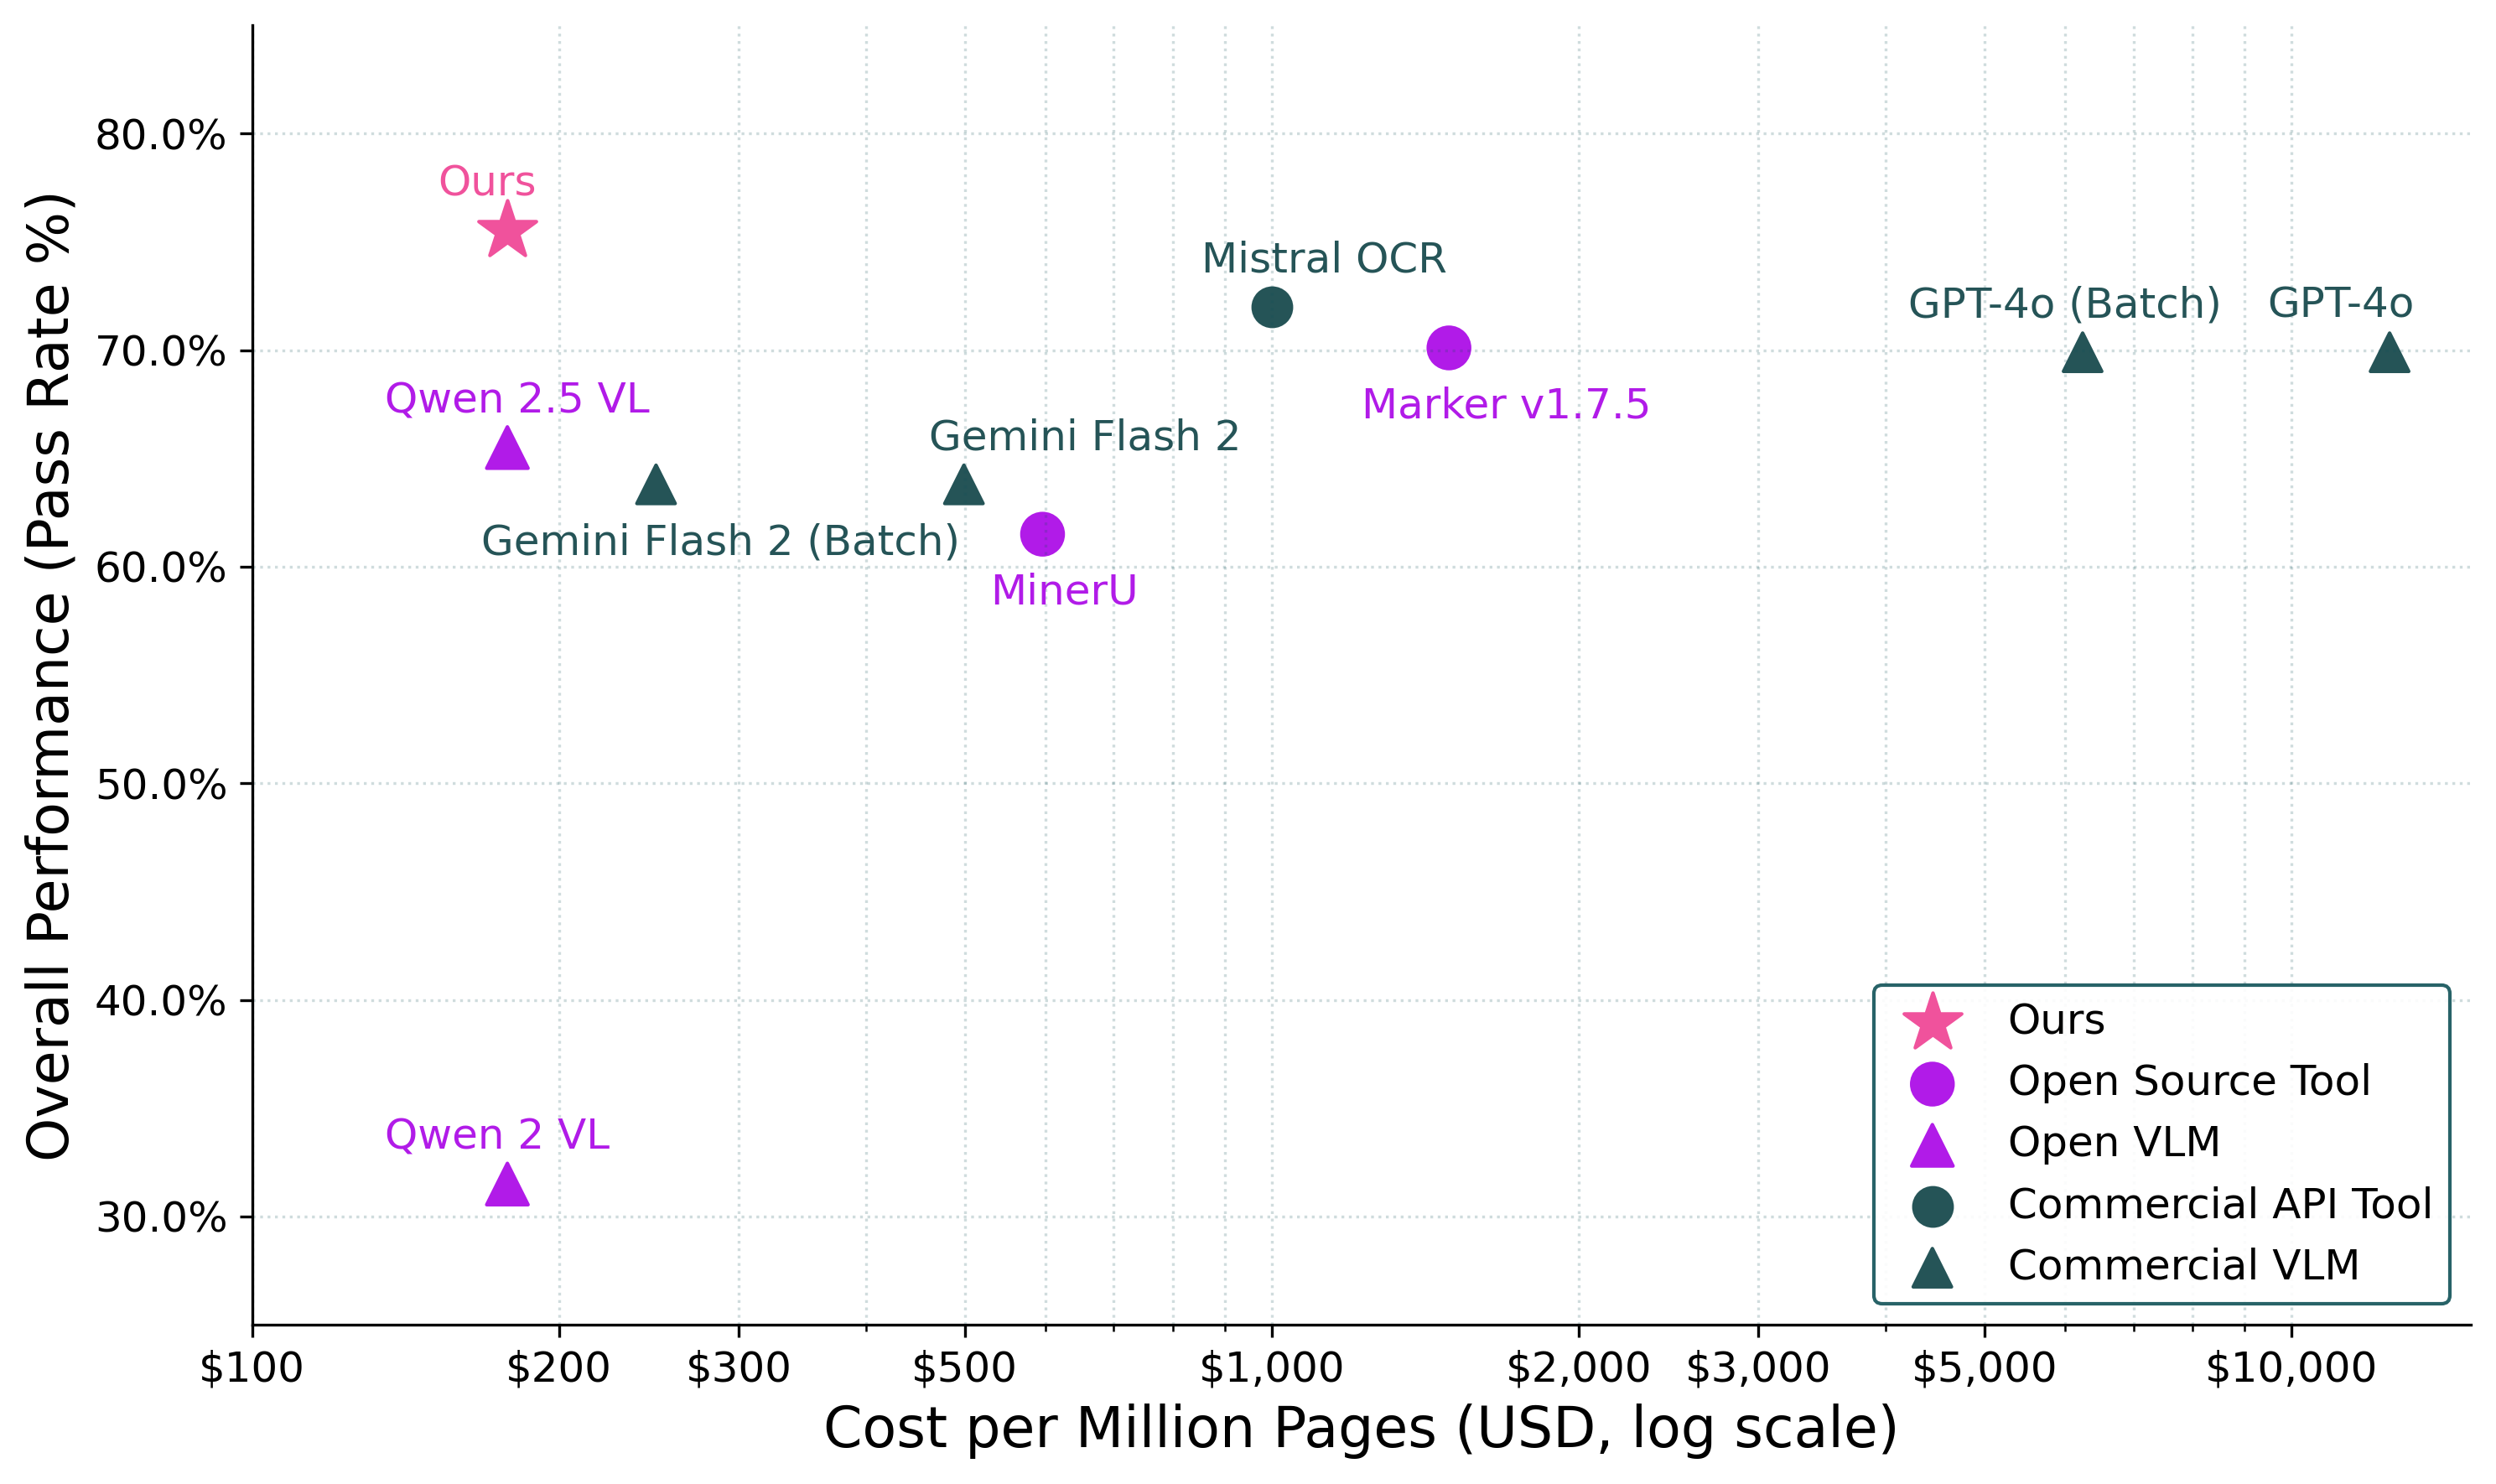 Overall Performance (Pass Rate %)
80.0%
70.0%
60.0%
50.0%
40.0%
30.0%
Ours
Mistral OCR
GPT-4o (Batch)
GPT-4o
Qwen 2.5 VL
Marker v1.7.5
Gemini Flash 2
Gemini Flash 2 (Batch)
MinerU
Qwen 2 VL
Ours
Open Source Tool
Open VLM
Commercial API Tool
Commercial VLM
$100
$200
$300
$500
$1,000
$2,000
$3,000
$5,000
$10,000
Cost per Million Pages (USD, log scale)